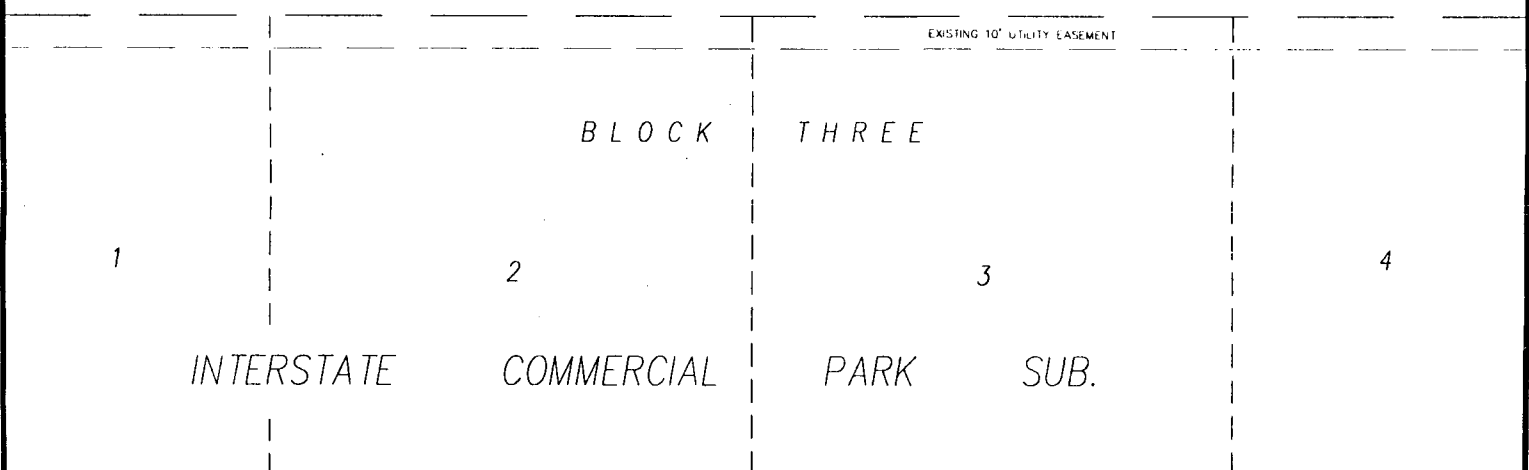 EXISTING 10' UTILITY EASEMENT
BLOCK THREE
1 2 3 4
INTERSTATE COMMERCIAL PARK SUB.